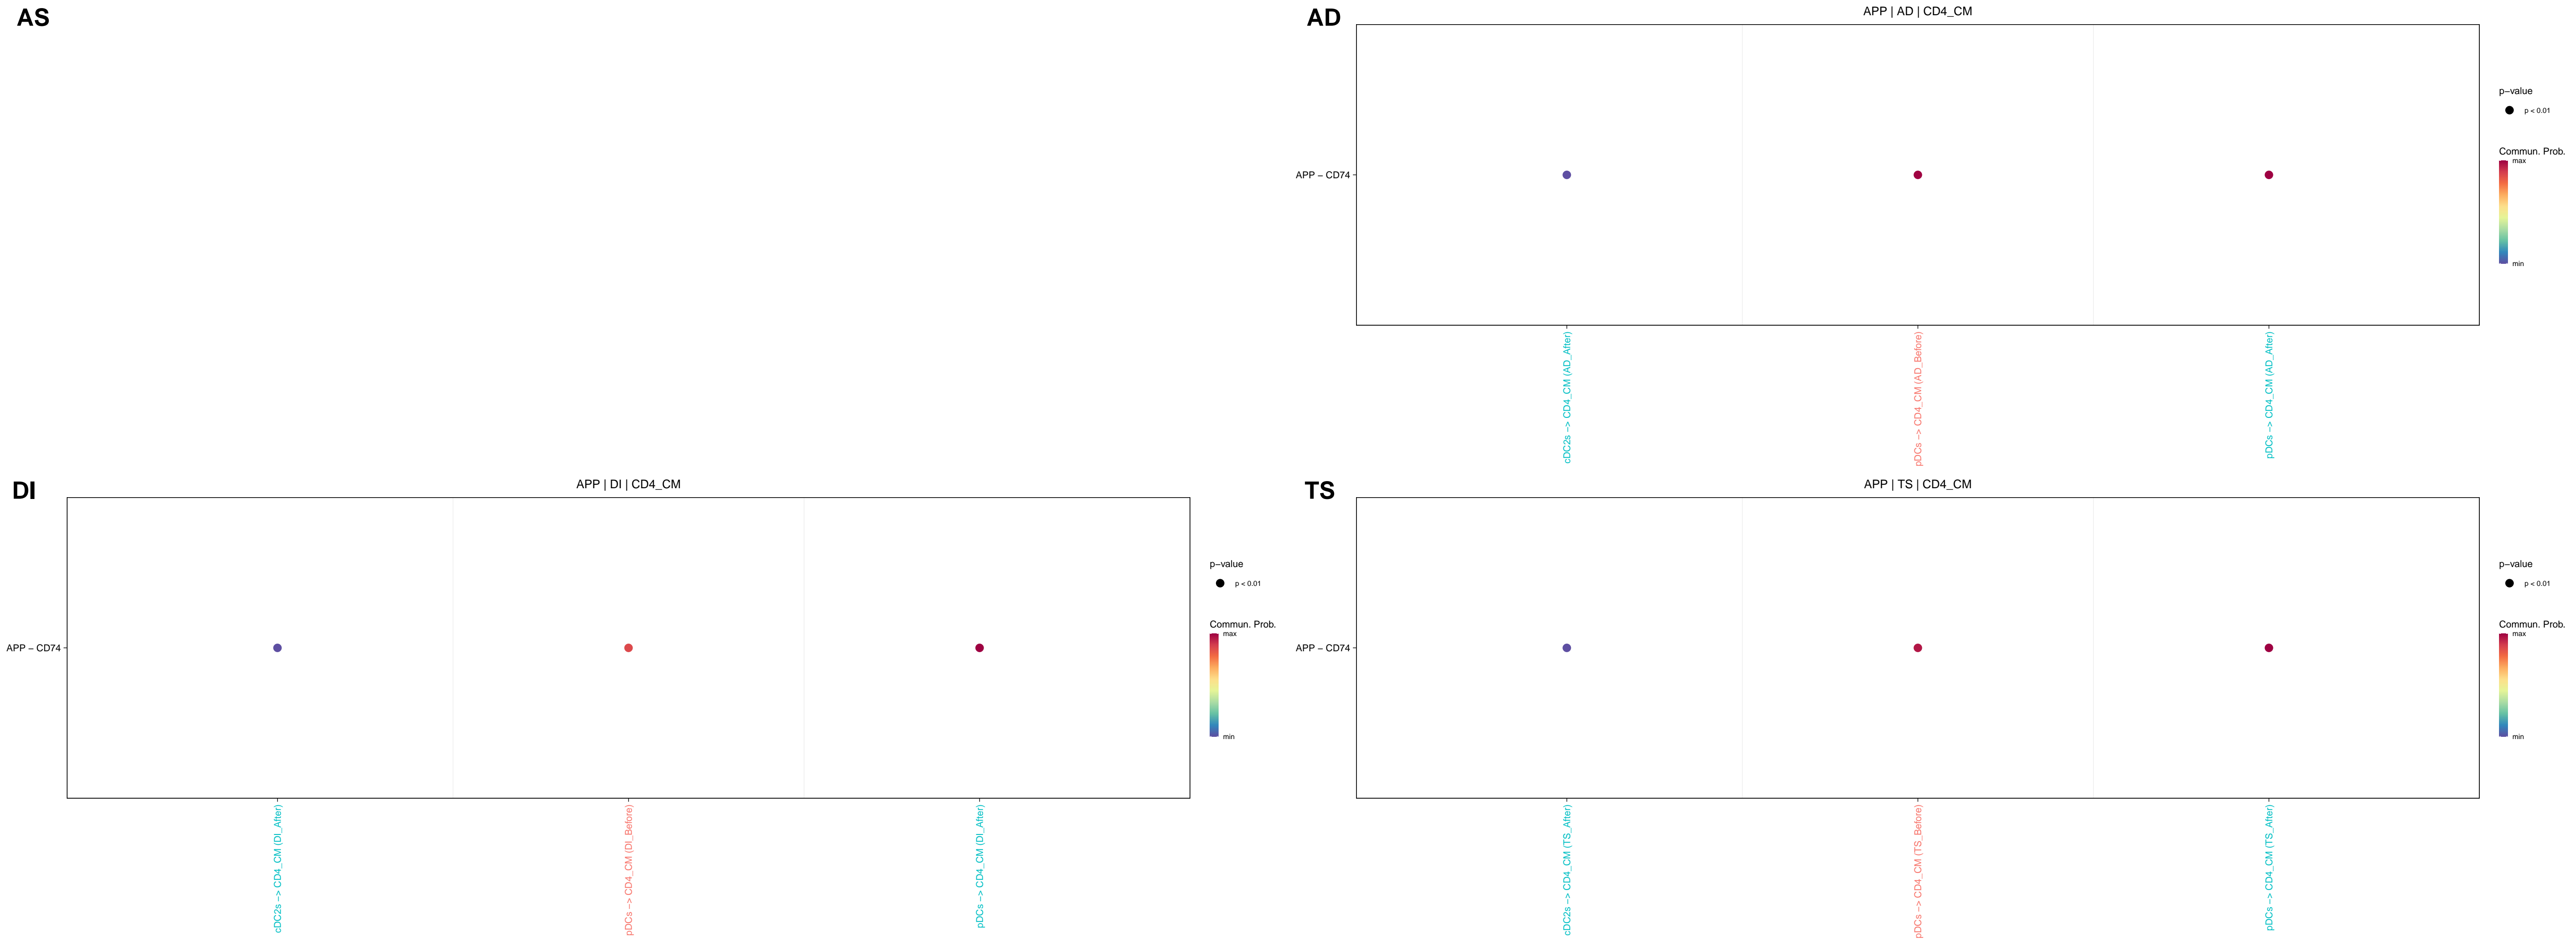 AS
AD
APP | AD | CD4_CM
APP − CD74
cDC2s −> CD4_CM (AD_After)
pDCs −> CD4_CM (AD_Before)
pDCs −> CD4_CM (AD_After)
p−value
p < 0.01
Commun. Prob.
max
min
DI
APP | DI | CD4_CM
APP − CD74
cDC2s −> CD4_CM (DI_After)
pDCs −> CD4_CM (DI_Before)
pDCs −> CD4_CM (DI_After)
p−value
p < 0.01
Commun. Prob.
max
min
TS
APP | TS | CD4_CM
APP − CD74
cDC2s −> CD4_CM (TS_After)
pDCs −> CD4_CM (TS_Before)
pDCs −> CD4_CM (TS_After)
p−value
p < 0.01
Commun. Prob.
max
min